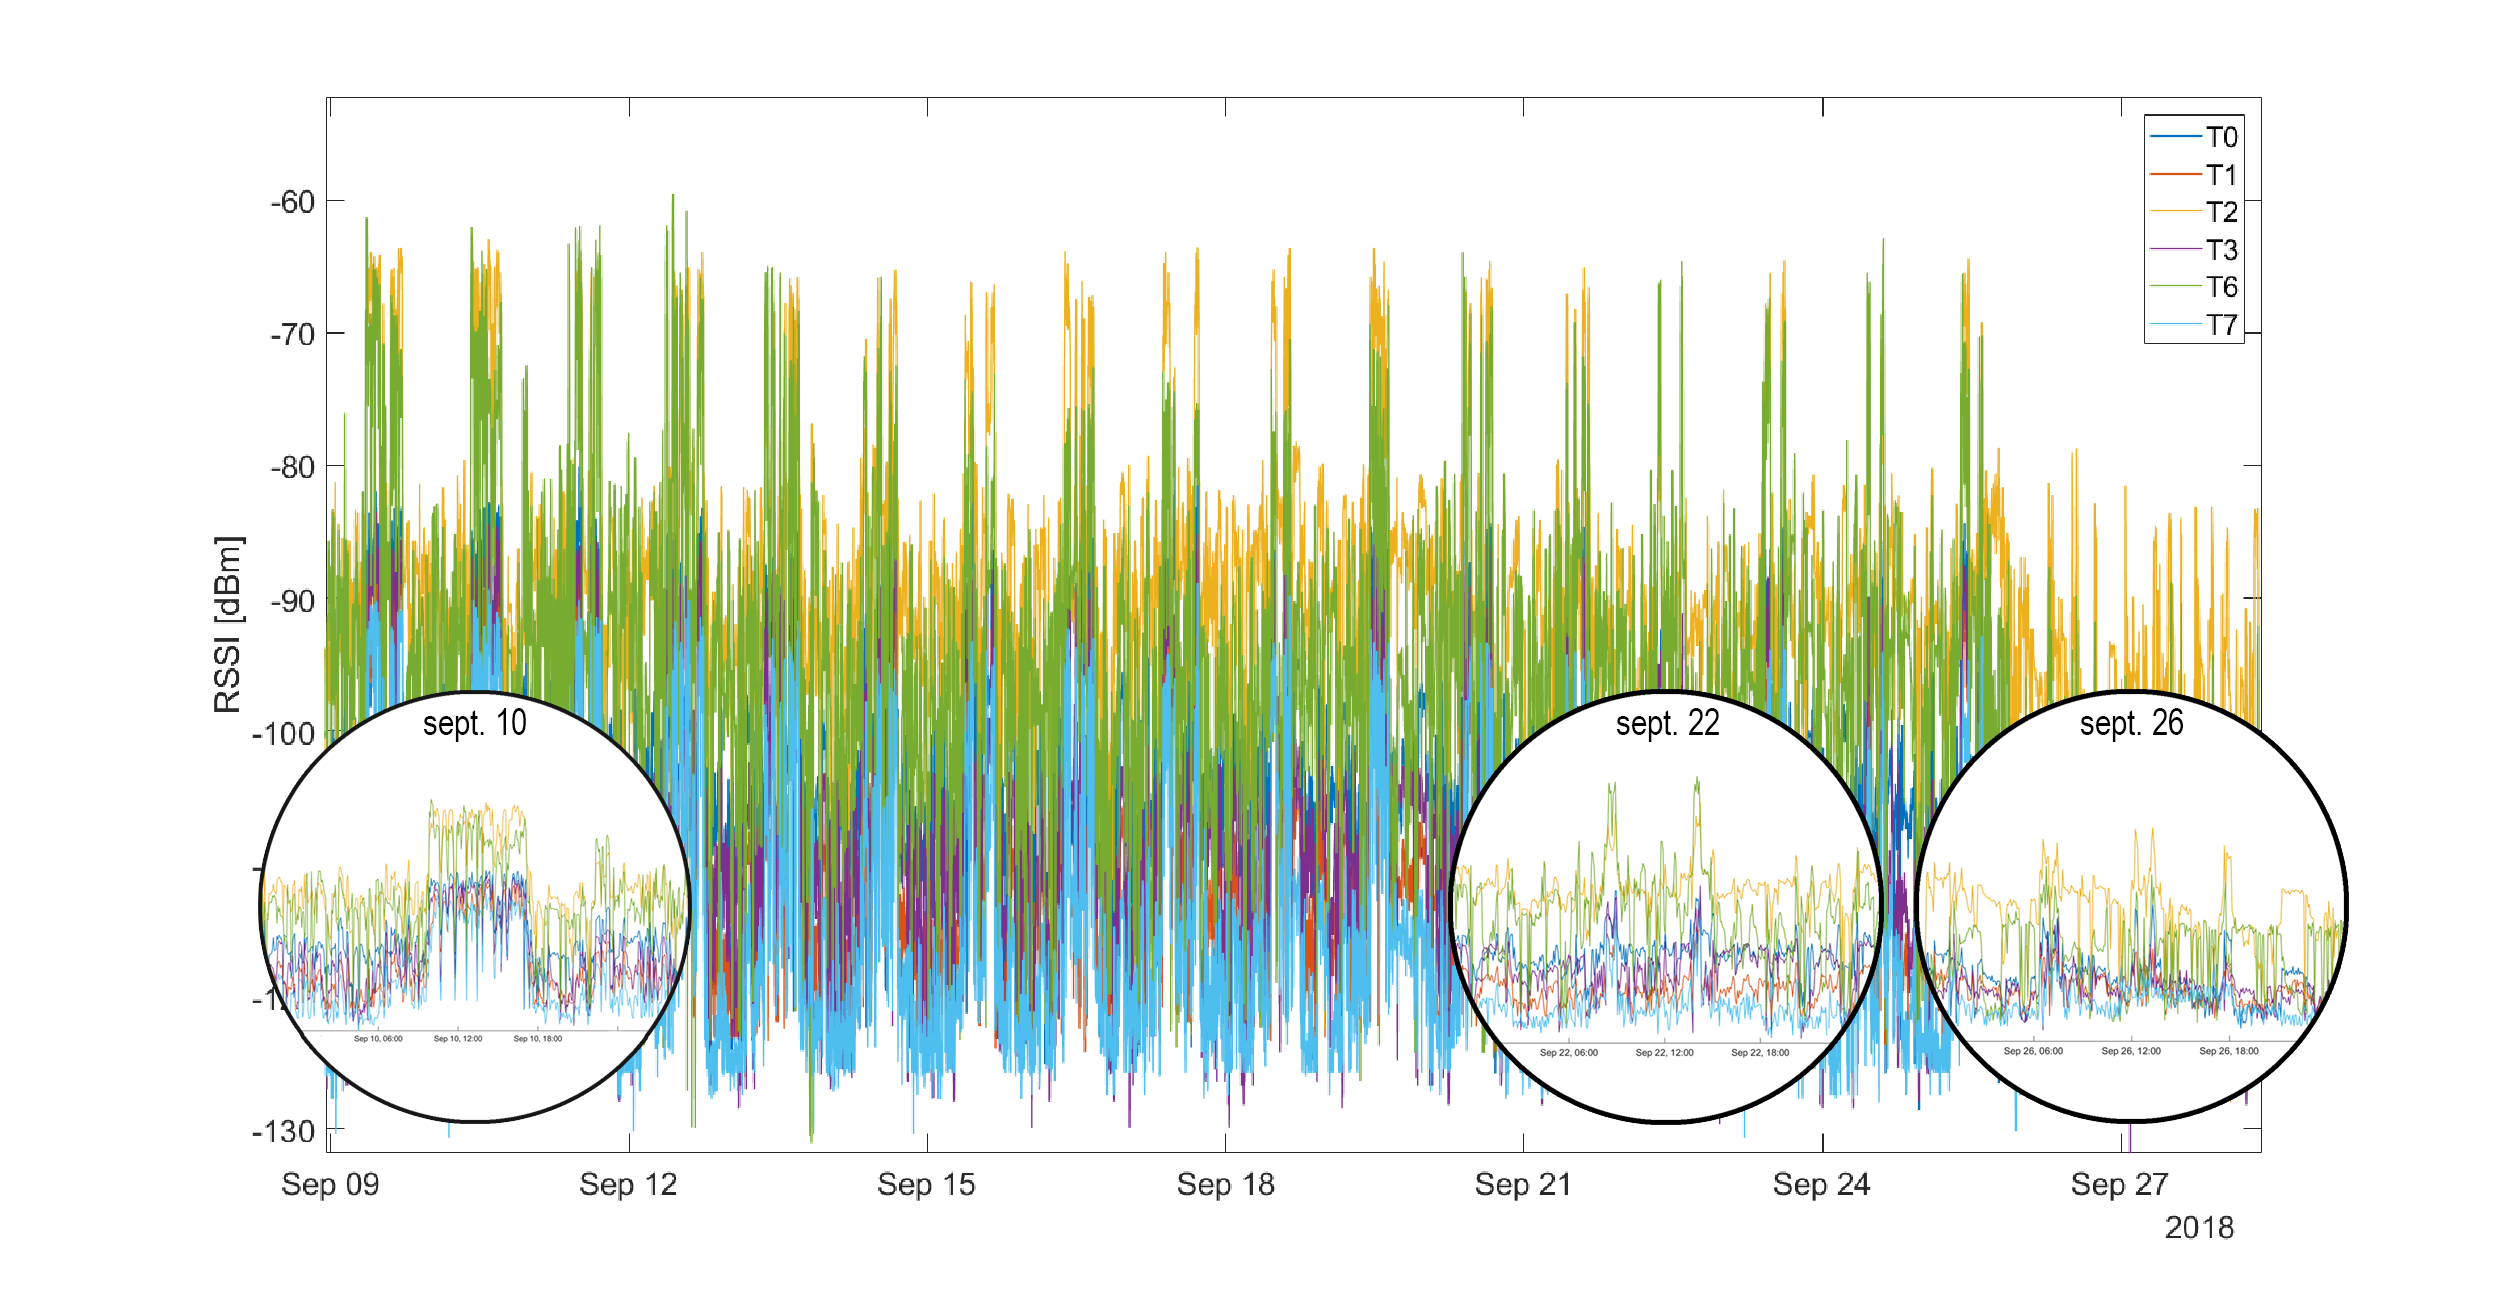 T0
T1
T2
T3
T6
T7
-60
-70
-80
-90
-100
-130
RSSI [dBm]
sept. 10
Sep 10, 06:00 Sep 10, 12:00 Sep 10, 18:00
sept. 22
Sep 22, 06:00 Sep 22, 12:00 Sep 22, 18:00
sept. 26
Sep 26, 06:00 Sep 26, 12:00 Sep 26, 18:00
Sep 09 Sep 12 Sep 15 Sep 18 Sep 21 Sep 24 Sep 27
2018